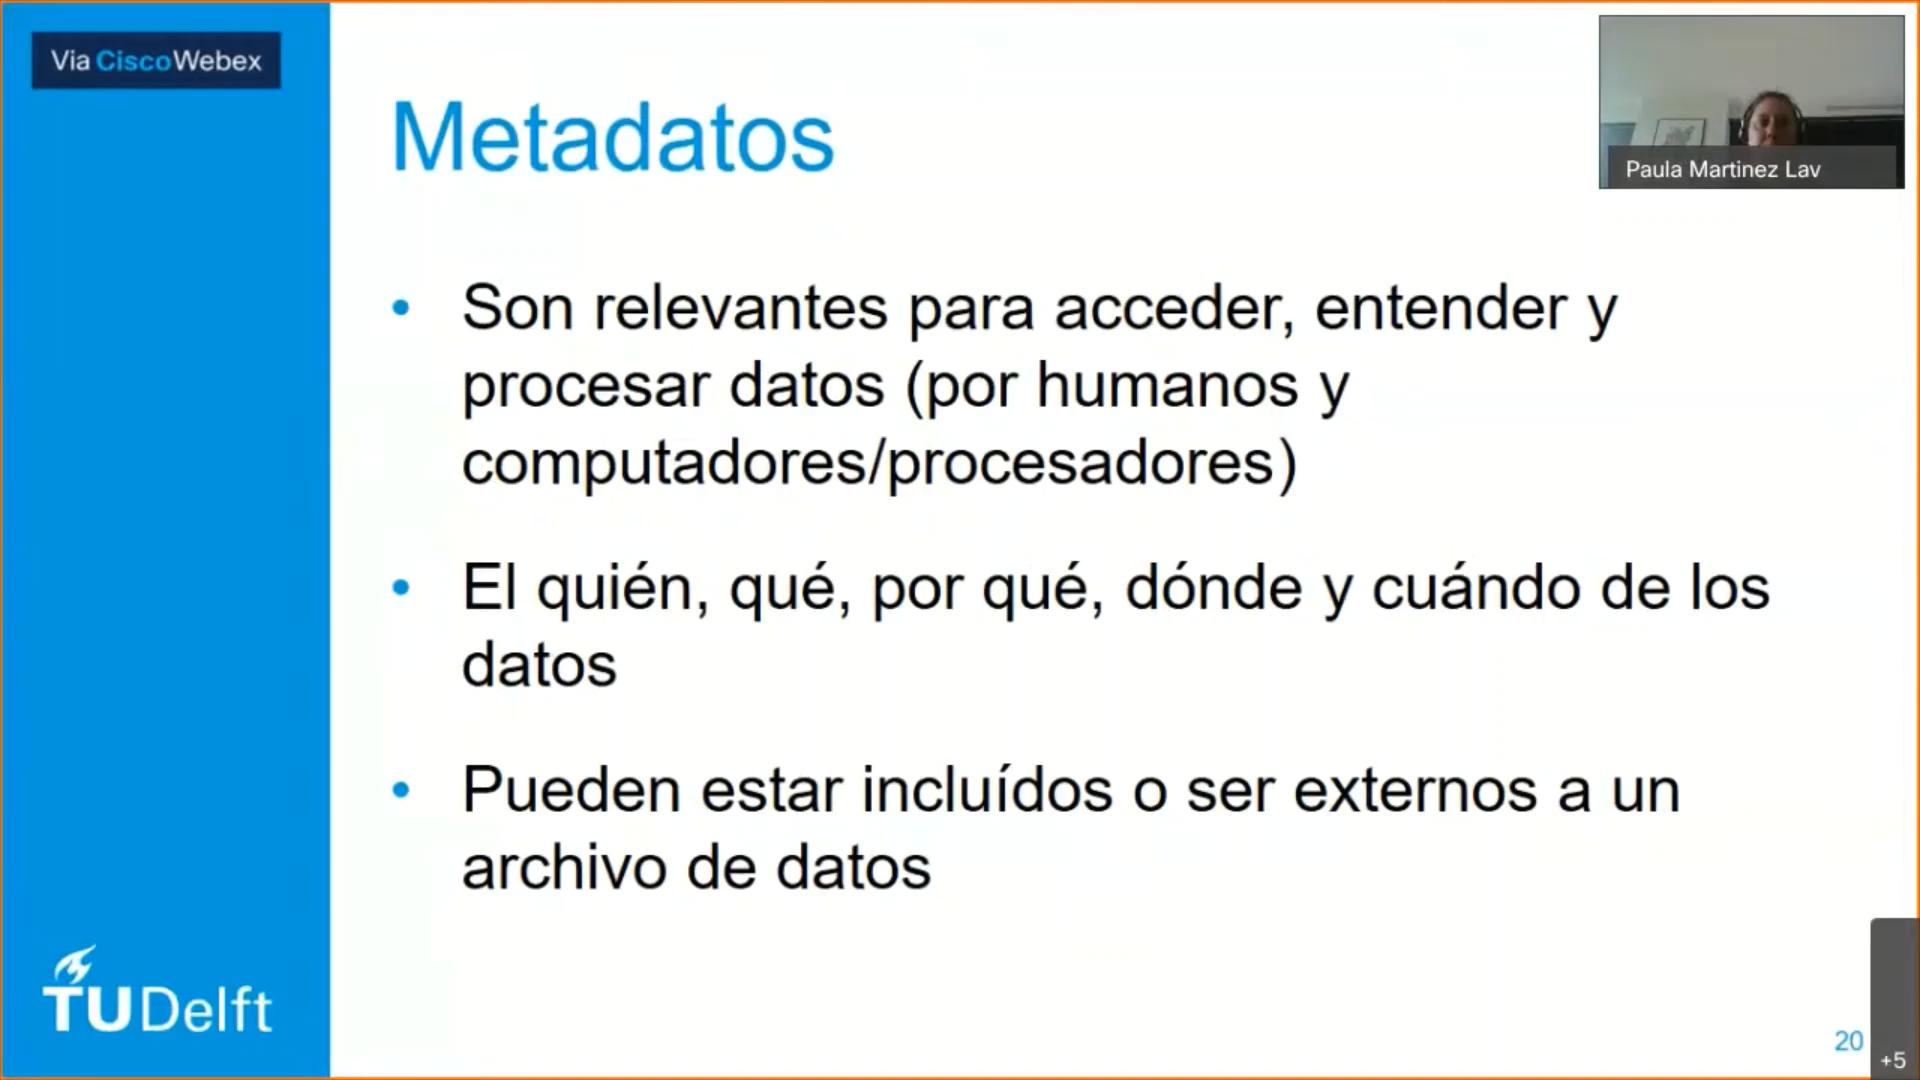 Via CiscoWebex
Metadatos
Paula Martinez Lav
• Son relevantes para acceder, entender y
procesar datos (por humanos y
computadores/procesadores)
• El quién, qué, por qué, dónde y cuándo de los
datos
• Pueden estar incluídos o ser externos a un
archivo de datos
TUDelft
20
+5